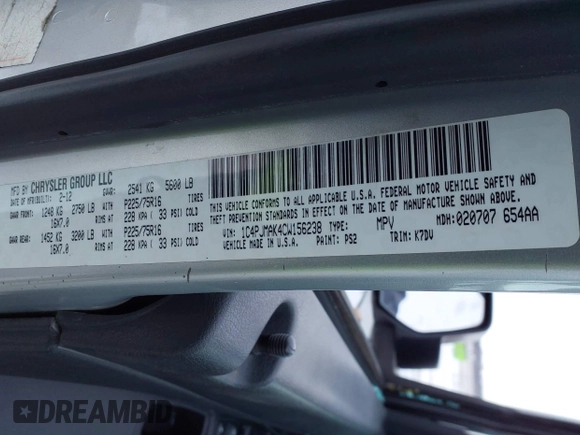 MFD BY CHRYSLER GROUP LLC
DATE OF MFR(BUILT): 2-12 GVWR: 2541 KG 5600 LB
GAWR FRONT: 1248 KG 2750 LB P225/75R16 TIRES
16X7.0 RIMS AT 228 KPA ( 33 PSI) COLD
GAWR REAR: 1452 KG 3200 LB P225/75R16 TIRES
16X7.0 RIMS AT 228 KPA ( 33 PSI) COLD
THIS VEHICLE CONFORMS TO ALL APPLICABLE U.S.A. FEDERAL MOTOR VEHICLE SAFETY AND
THEFT PREVENTION STANDARDS IN EFFECT ON THE DATE OF MANUFACTURE SHOWN ABOVE.
VIN: 1C4PJMAK4CW156238 TYPE: MPV MDH: 020707 654AA
VEHICLE MADE IN U.S.A. PAINT: PS2 TRIM: K7DV
DREAMBID